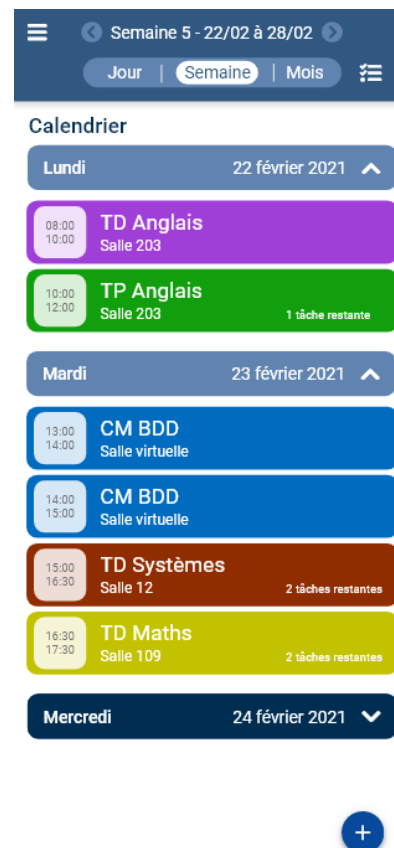 Semaine 5 - 22/02 à 28/02
Jour | Semaine | Mois
Calendrier
Lundi 22 février 2021
08:00
10:00
TD Anglais
Salle 203
10:00
12:00
TP Anglais
Salle 203
1 tâche restante
Mardi 23 février 2021
13:00
14:00
CM BDD
Salle virtuelle
14:00
15:00
CM BDD
Salle virtuelle
15:00
16:30
TD Systèmes
Salle 12
2 tâches restantes
16:30
17:30
TD Maths
Salle 109
2 tâches restantes
Mercredi 24 février 2021
+